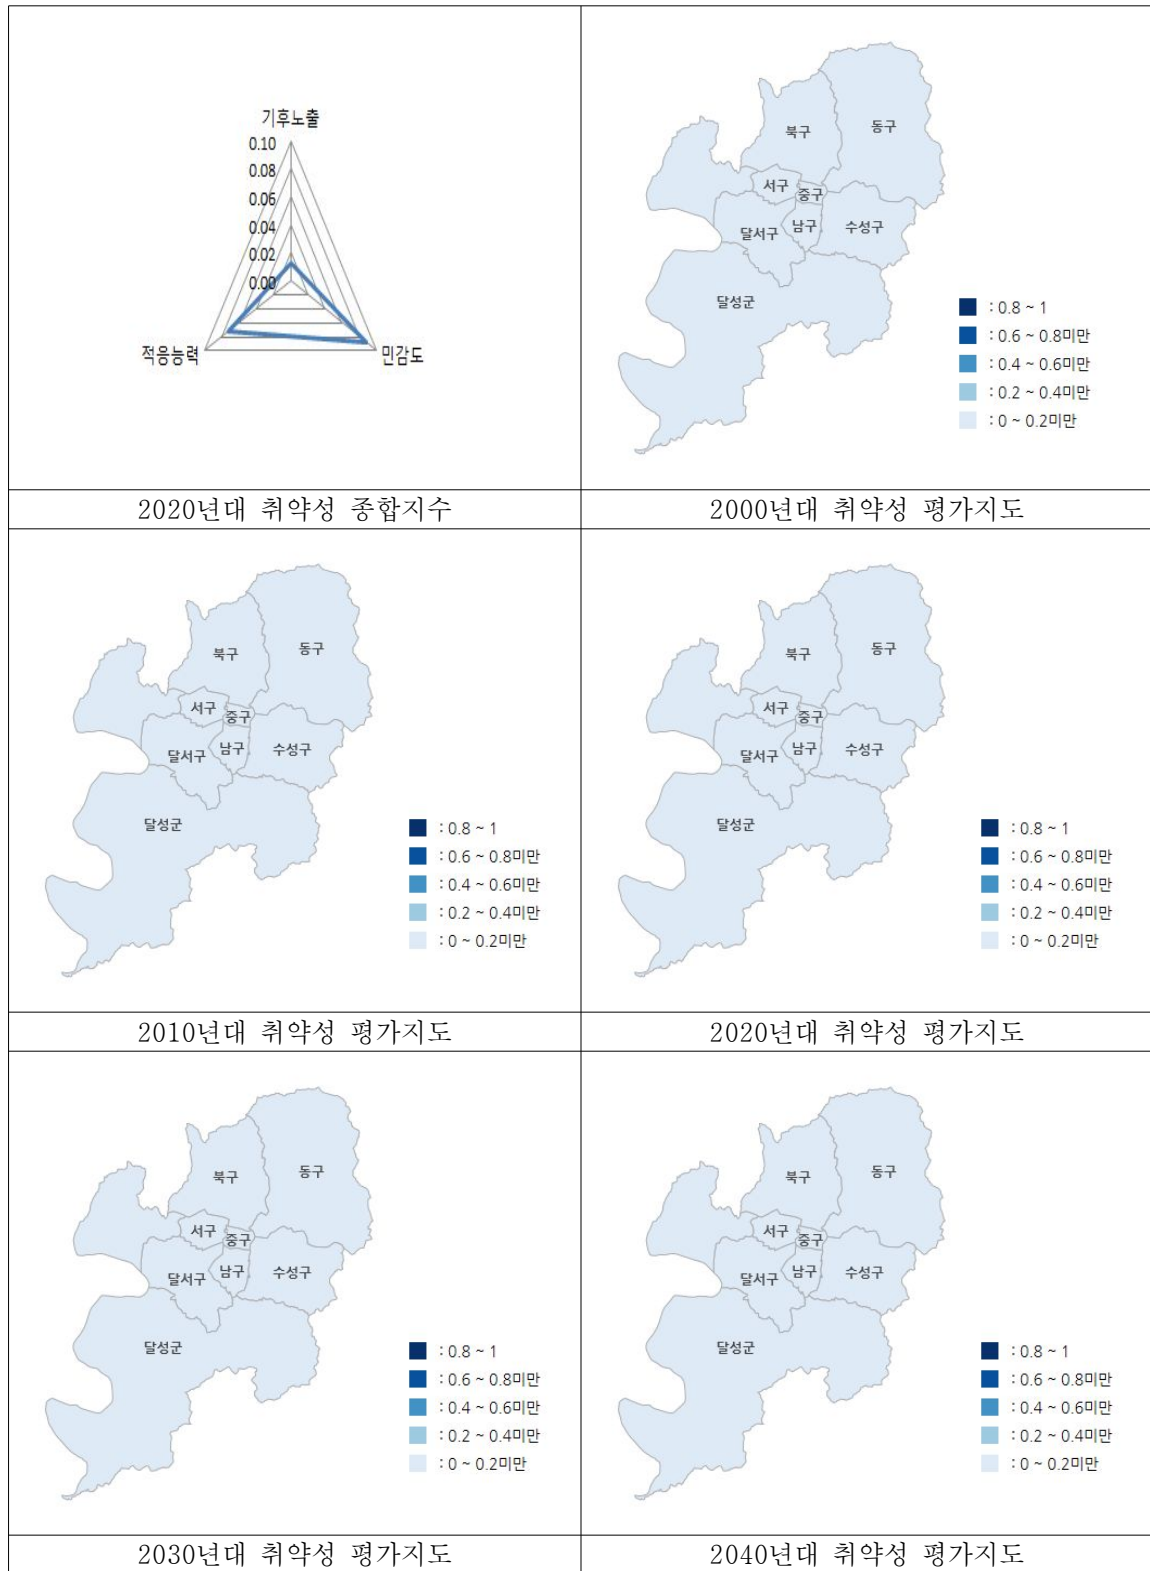 기후노출
0.10
0.08
0.06
0.04
0.02
0.00
적응능력
민감도
북구
동구
서구
중구
달서구
남구
수성구
달성군
: 0.8 ~ 1
: 0.6 ~ 0.8미만
: 0.4 ~ 0.6미만
: 0.2 ~ 0.4미만
: 0 ~ 0.2미만
2020년대 취약성 종합지수
2000년대 취약성 평가지도
북구
동구
서구
중구
달서구
남구
수성구
달성군
: 0.8 ~ 1
: 0.6 ~ 0.8미만
: 0.4 ~ 0.6미만
: 0.2 ~ 0.4미만
: 0 ~ 0.2미만
북구
동구
서구
중구
달서구
남구
수성구
달성군
: 0.8 ~ 1
: 0.6 ~ 0.8미만
: 0.4 ~ 0.6미만
: 0.2 ~ 0.4미만
: 0 ~ 0.2미만
2010년대 취약성 평가지도
2020년대 취약성 평가지도
북구
동구
서구
중구
달서구
남구
수성구
달성군
: 0.8 ~ 1
: 0.6 ~ 0.8미만
: 0.4 ~ 0.6미만
: 0.2 ~ 0.4미만
: 0 ~ 0.2미만
북구
동구
서구
중구
달서구
남구
수성구
달성군
: 0.8 ~ 1
: 0.6 ~ 0.8미만
: 0.4 ~ 0.6미만
: 0.2 ~ 0.4미만
: 0 ~ 0.2미만
2030년대 취약성 평가지도
2040년대 취약성 평가지도